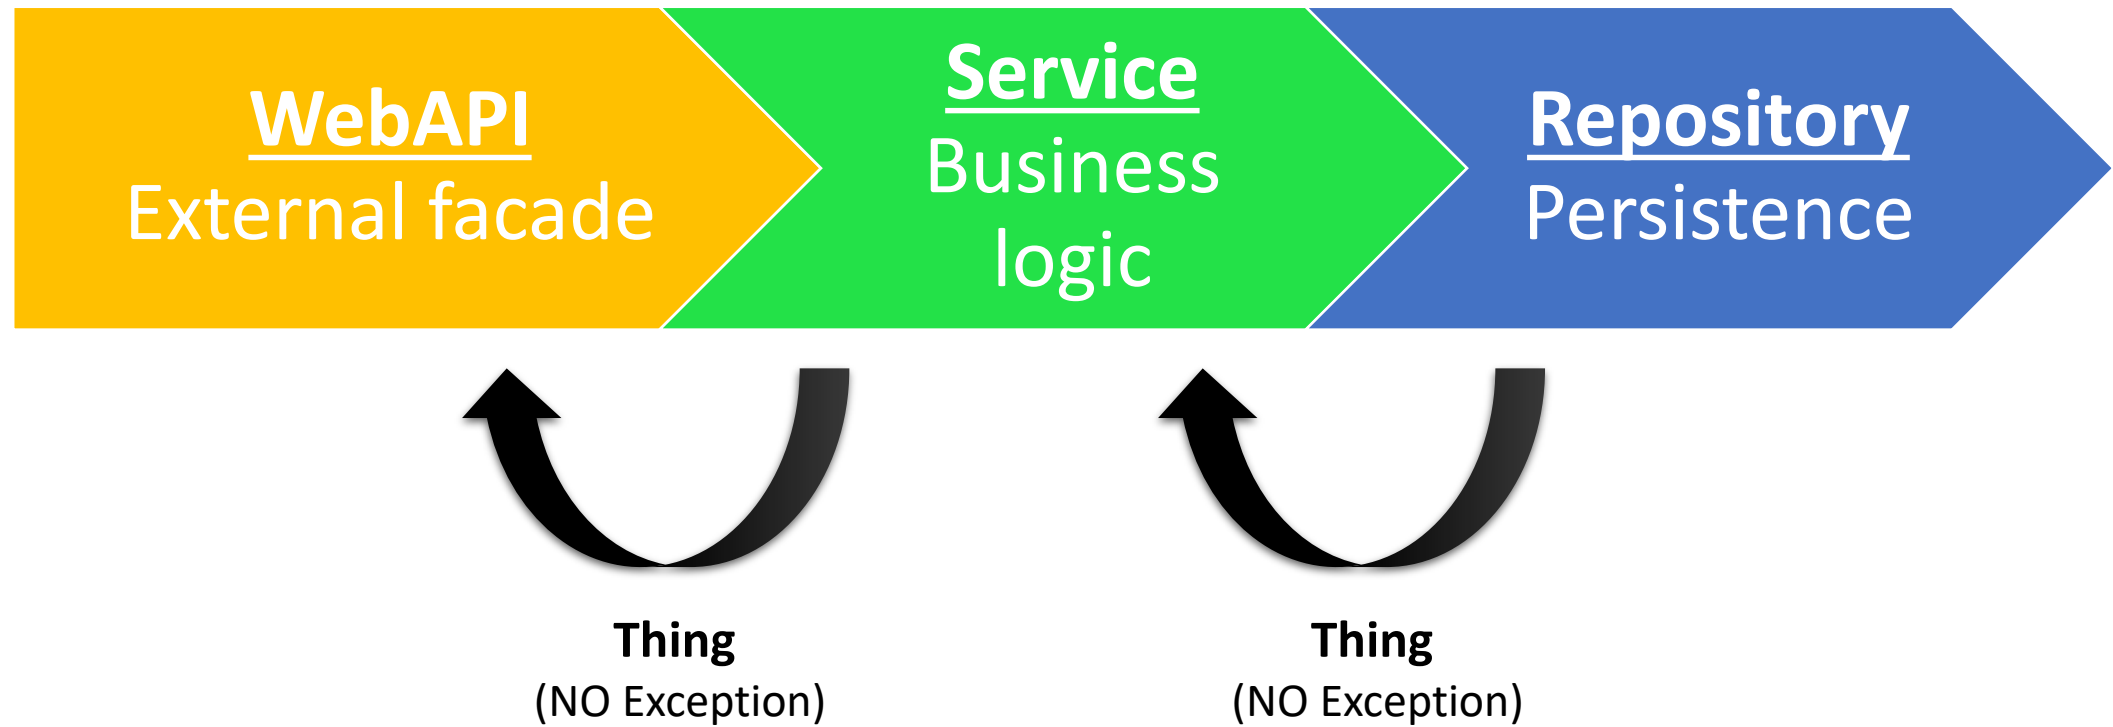 WebAPI
External facade
Service
Business
logic
Repository
Persistence
Thing
(NO Exception)
Thing
(NO Exception)